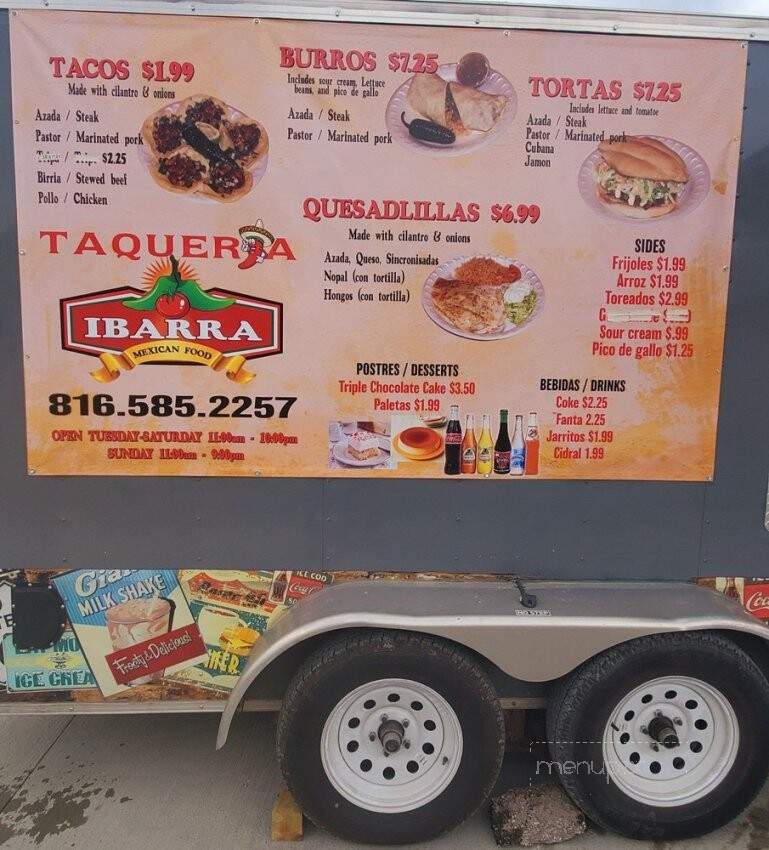 TACOS $1.99
Made with cilantro & onions
Azada / Steak
Pastor / Marinated pork
$2.25
Birria / Stewed beef
Pollo / Chicken
BURROS $7.25
Includes sour cream, Lettuce
beans, and pico de gallo
Azada / Steak
Pastor / Marinated pork
TORTAS $7.25
Includes lettuce and tomatoe
Azada / Steak
Pastor / Marinated pork
Cubana
Jamon
QUESADLILLAS $6.99
Made with cilantro & onions
Azada, Queso, Sincronisadas
Nopal (con tortilla)
Hongos (con tortilla)
SIDES
Frijoles $1.99
Arroz $1.99
Toreados $2.99
Sour cream $.99
Pico de gallo $1.25
TAQUERIA
IBARRA
MEXICAN FOOD
816.585.2257
OPEN TUESDAY-SATURDAY 11:00am - 10:00pm
SUNDAY 11:00am - 9:00pm
POSTRES / DESSERTS
Triple Chocolate Cake $3.50
Paletas $1.99
BEBIDAS / DRINKS
Coke $2.25
Fanta 2.25
Jarritos $1.99
Cidral 1.99
Giant
MILK SHAKE
Frosty & Delicious!
ICE CREA
NO STEP
menup